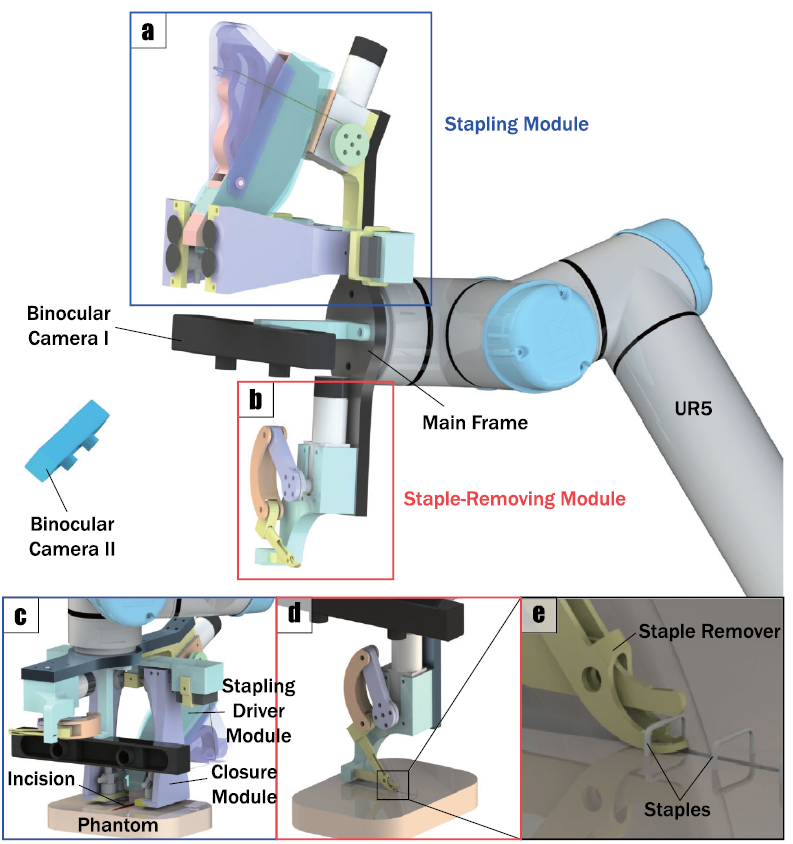 a
Stapling Module
Binocular
Camera I
b
Main Frame
UR5
Staple-Removing Module
Binocular
Camera II
c
Stapling
Driver
Module
Incision
Closure
Module
Phantom
d
e
Staple Remover
Staples